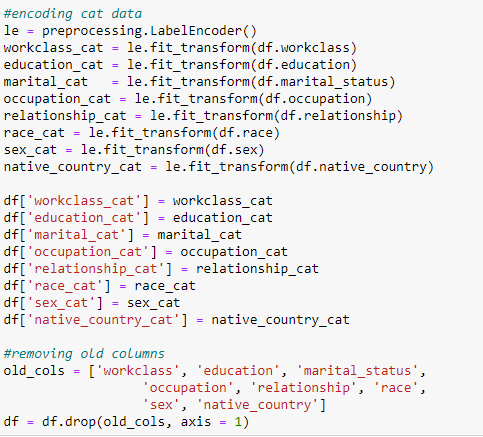 #encoding cat data
le = preprocessing.LabelEncoder()
workclass_cat = le.fit_transform(df.workclass)
education_cat = le.fit_transform(df.education)
marital_cat   = le.fit_transform(df.marital_status)
occupation_cat = le.fit_transform(df.occupation)
relationship_cat = le.fit_transform(df.relationship)
race_cat = le.fit_transform(df.race)
sex_cat = le.fit_transform(df.sex)
native_country_cat = le.fit_transform(df.native_country)

df['workclass_cat'] = workclass_cat
df['education_cat'] = education_cat
df['marital_cat'] = marital_cat
df['occupation_cat'] = occupation_cat
df['relationship_cat'] = relationship_cat
df['race_cat'] = race_cat
df['sex_cat'] = sex_cat
df['native_country_cat'] = native_country_cat

#removing old columns
old_cols = ['workclass', 'education', 'marital_status',
                  'occupation', 'relationship', 'race',
                  'sex', 'native_country']
df = df.drop(old_cols, axis = 1)